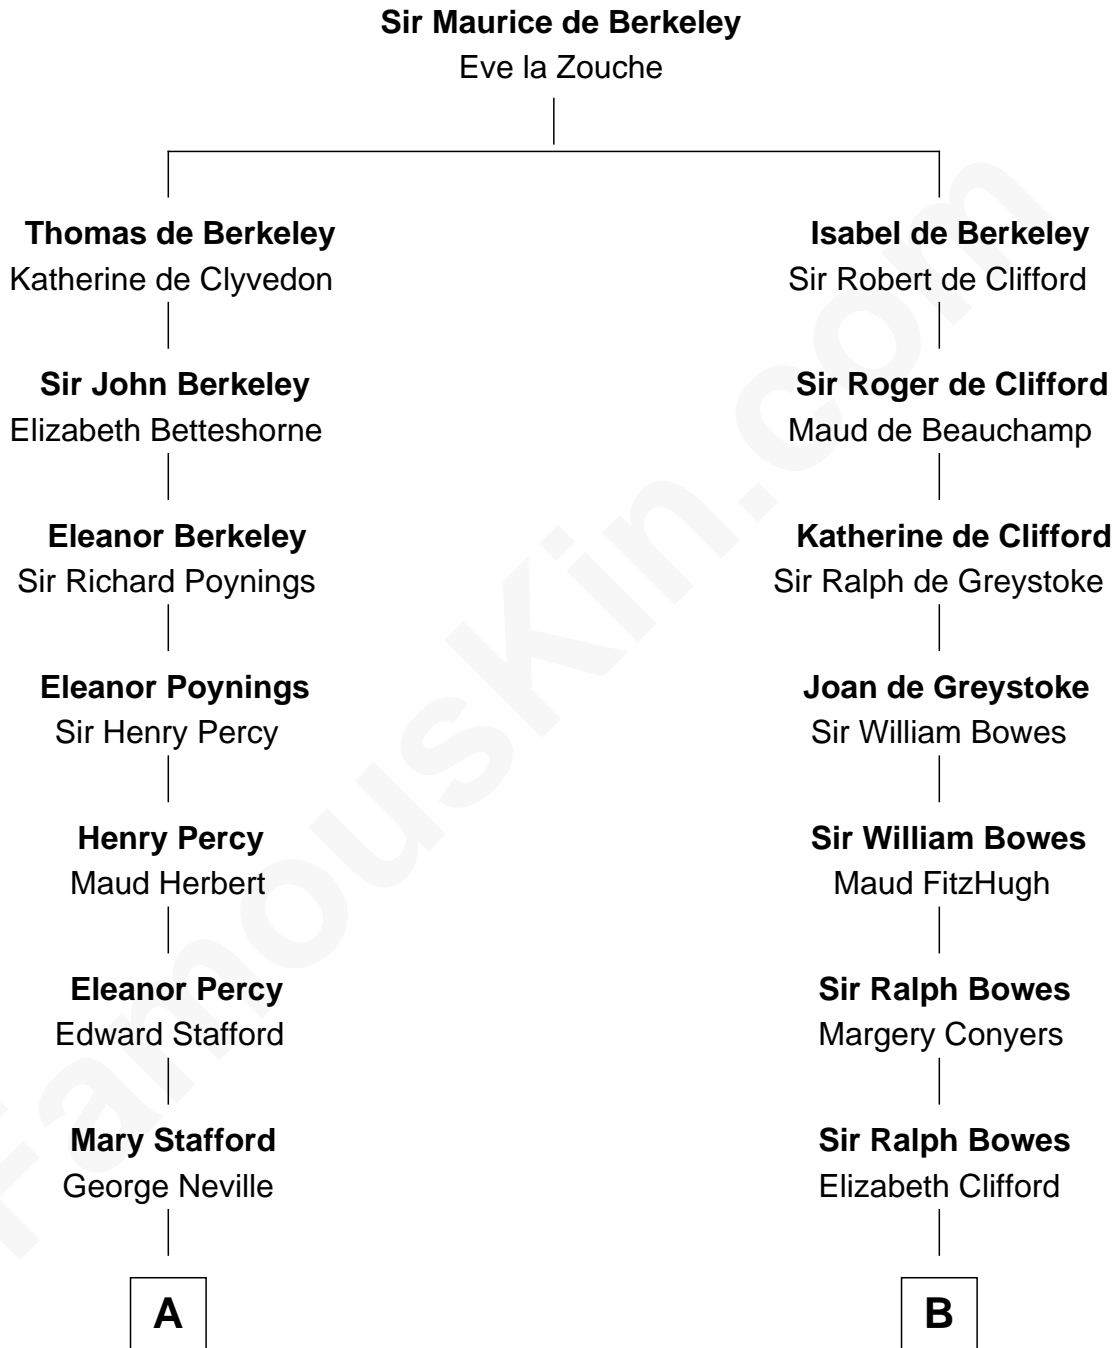 Sir Maurice de Berkeley
Eve la Zouche
Thomas de Berkeley
Katherine de Clyvedon
Sir John Berkeley
Elizabeth Betteshorne
Eleanor Berkeley
Sir Richard Poynings
Eleanor Poynings
Sir Henry Percy
Henry Percy
Maud Herbert
Eleanor Percy
Edward Stafford
Mary Stafford
George Neville
A
Isabel de Berkeley
Sir Robert de Clifford
Sir Roger de Clifford
Maud de Beauchamp
Katherine de Clifford
Sir Ralph de Greystoke
Joan de Greystoke
Sir William Bowes
Sir William Bowes
Maud FitzHugh
Sir Ralph Bowes
Margery Conyers
Sir Ralph Bowes
Elizabeth Clifford
B
FamousKin.com